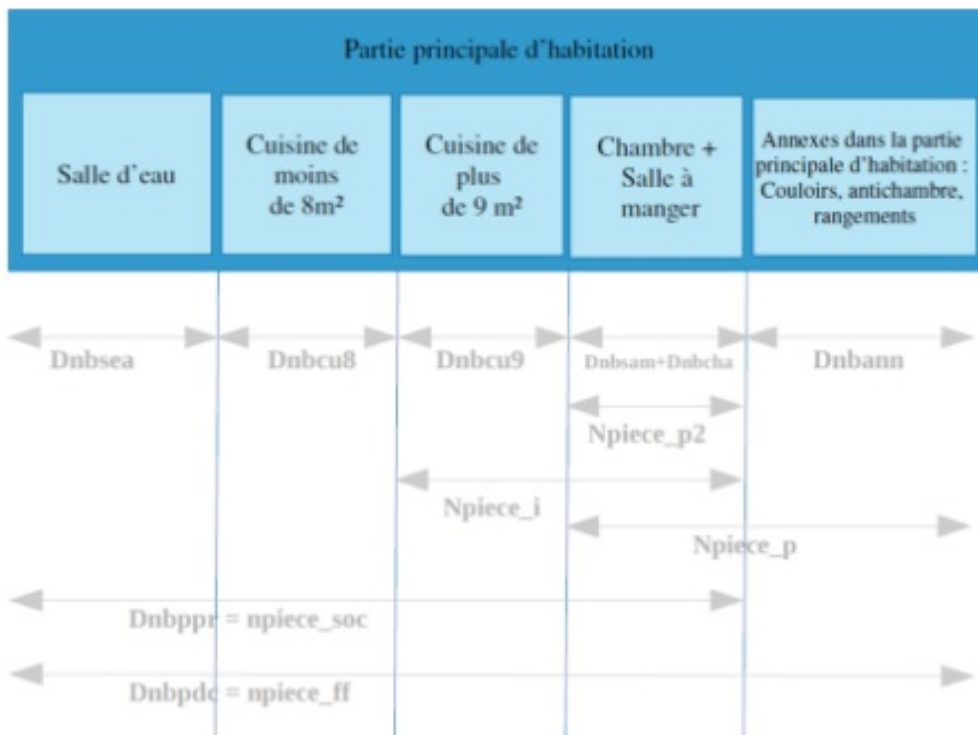 Partie principale d'habitation
Salle d'eau
Cuisine de
moins
de 8m²
Cuisine de
plus
de 9 m²
Chambre +
Salle à
manger
Annexes dans la partie
principale d'habitation :
Couloirs, antichambre,
rangements
Dnbsea
Dnbcu8
Dnbcu9
Dnbsam+Dnbcha
Dnbann
Npiece_p2
Npiece_i
Npiece_p
Dnbppr = npiece_soc
Dnbpdc = npiece_ff